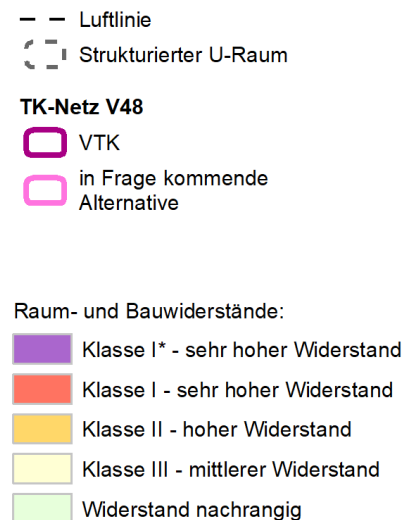 Luftlinie
Strukturierter U-Raum
TK-Netz V48
VTK
in Frage kommende
Alternative
Raum- und Bauwiderstände:
Klasse I* - sehr hoher Widerstand
Klasse I - sehr hoher Widerstand
Klasse II - hoher Widerstand
Klasse III - mittlerer Widerstand
Widerstand nachrangig